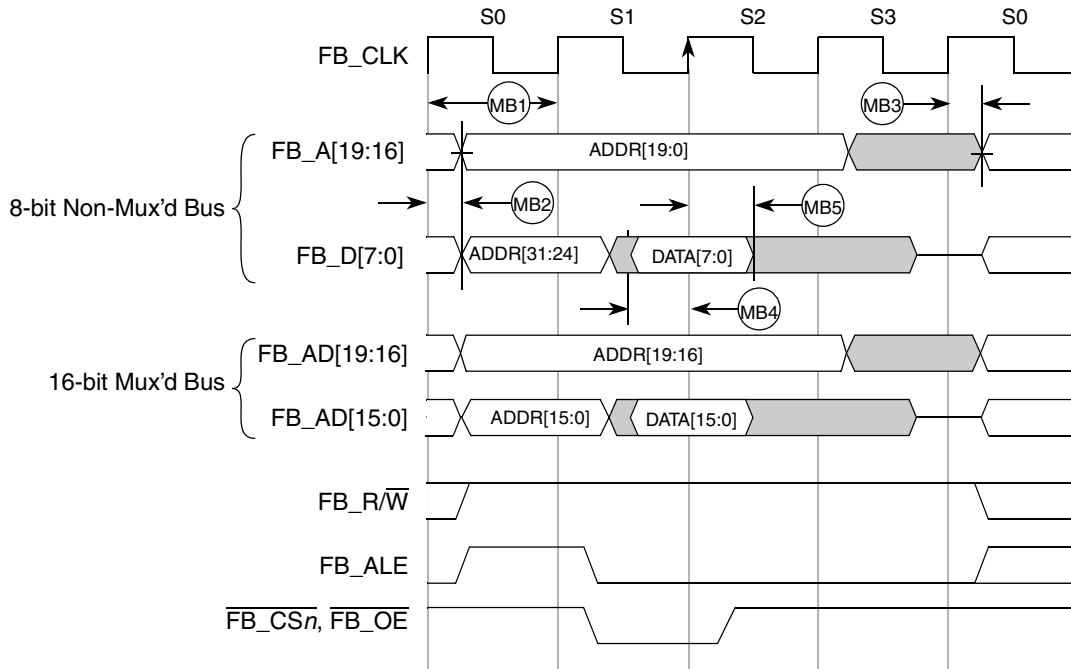 S0 S1 S2 S3 S0
FB_CLK
MB1 MB3
FB_A[19:16] ADDR[19:0]
8-bit Non-Mux’d Bus MB2 MB5
FB_D[7:0] ADDR[31:24] DATA[7:0]
MB4
FB_AD[19:16] ADDR[19:16]
16-bit Mux’d Bus
FB_AD[15:0] ADDR[15:0] DATA[15:0]
FB_R/W̅
FB_ALE
F̅B̅_̅C̅S̅n̅, F̅B̅_̅O̅E̅